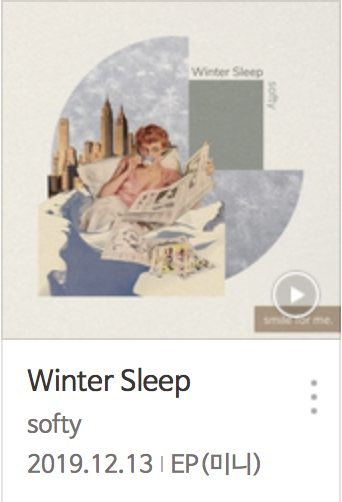 Winter Sleep
softy
smile for me.
Winter Sleep
softy
2019.12.13 | EP(미니)